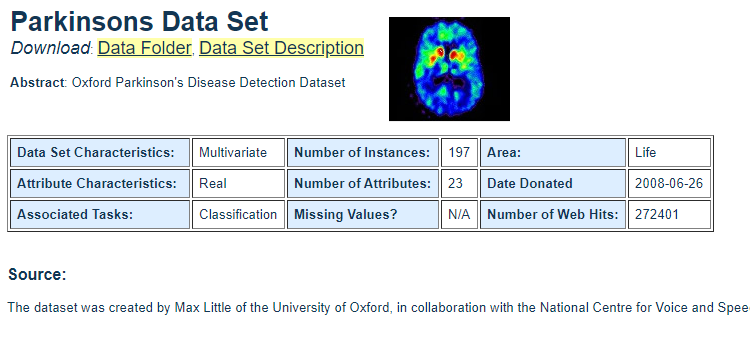 Parkinsons Data Set
Download: Data Folder, Data Set Description
Abstract: Oxford Parkinson's Disease Detection Dataset
Data Set Characteristics: Multivariate Number of Instances: 197 Area: Life
Attribute Characteristics: Real Number of Attributes: 23 Date Donated 2008-06-26
Associated Tasks: Classification Missing Values? N/A Number of Web Hits: 272401
Source:
The dataset was created by Max Little of the University of Oxford, in collaboration with the National Centre for Voice and Spee